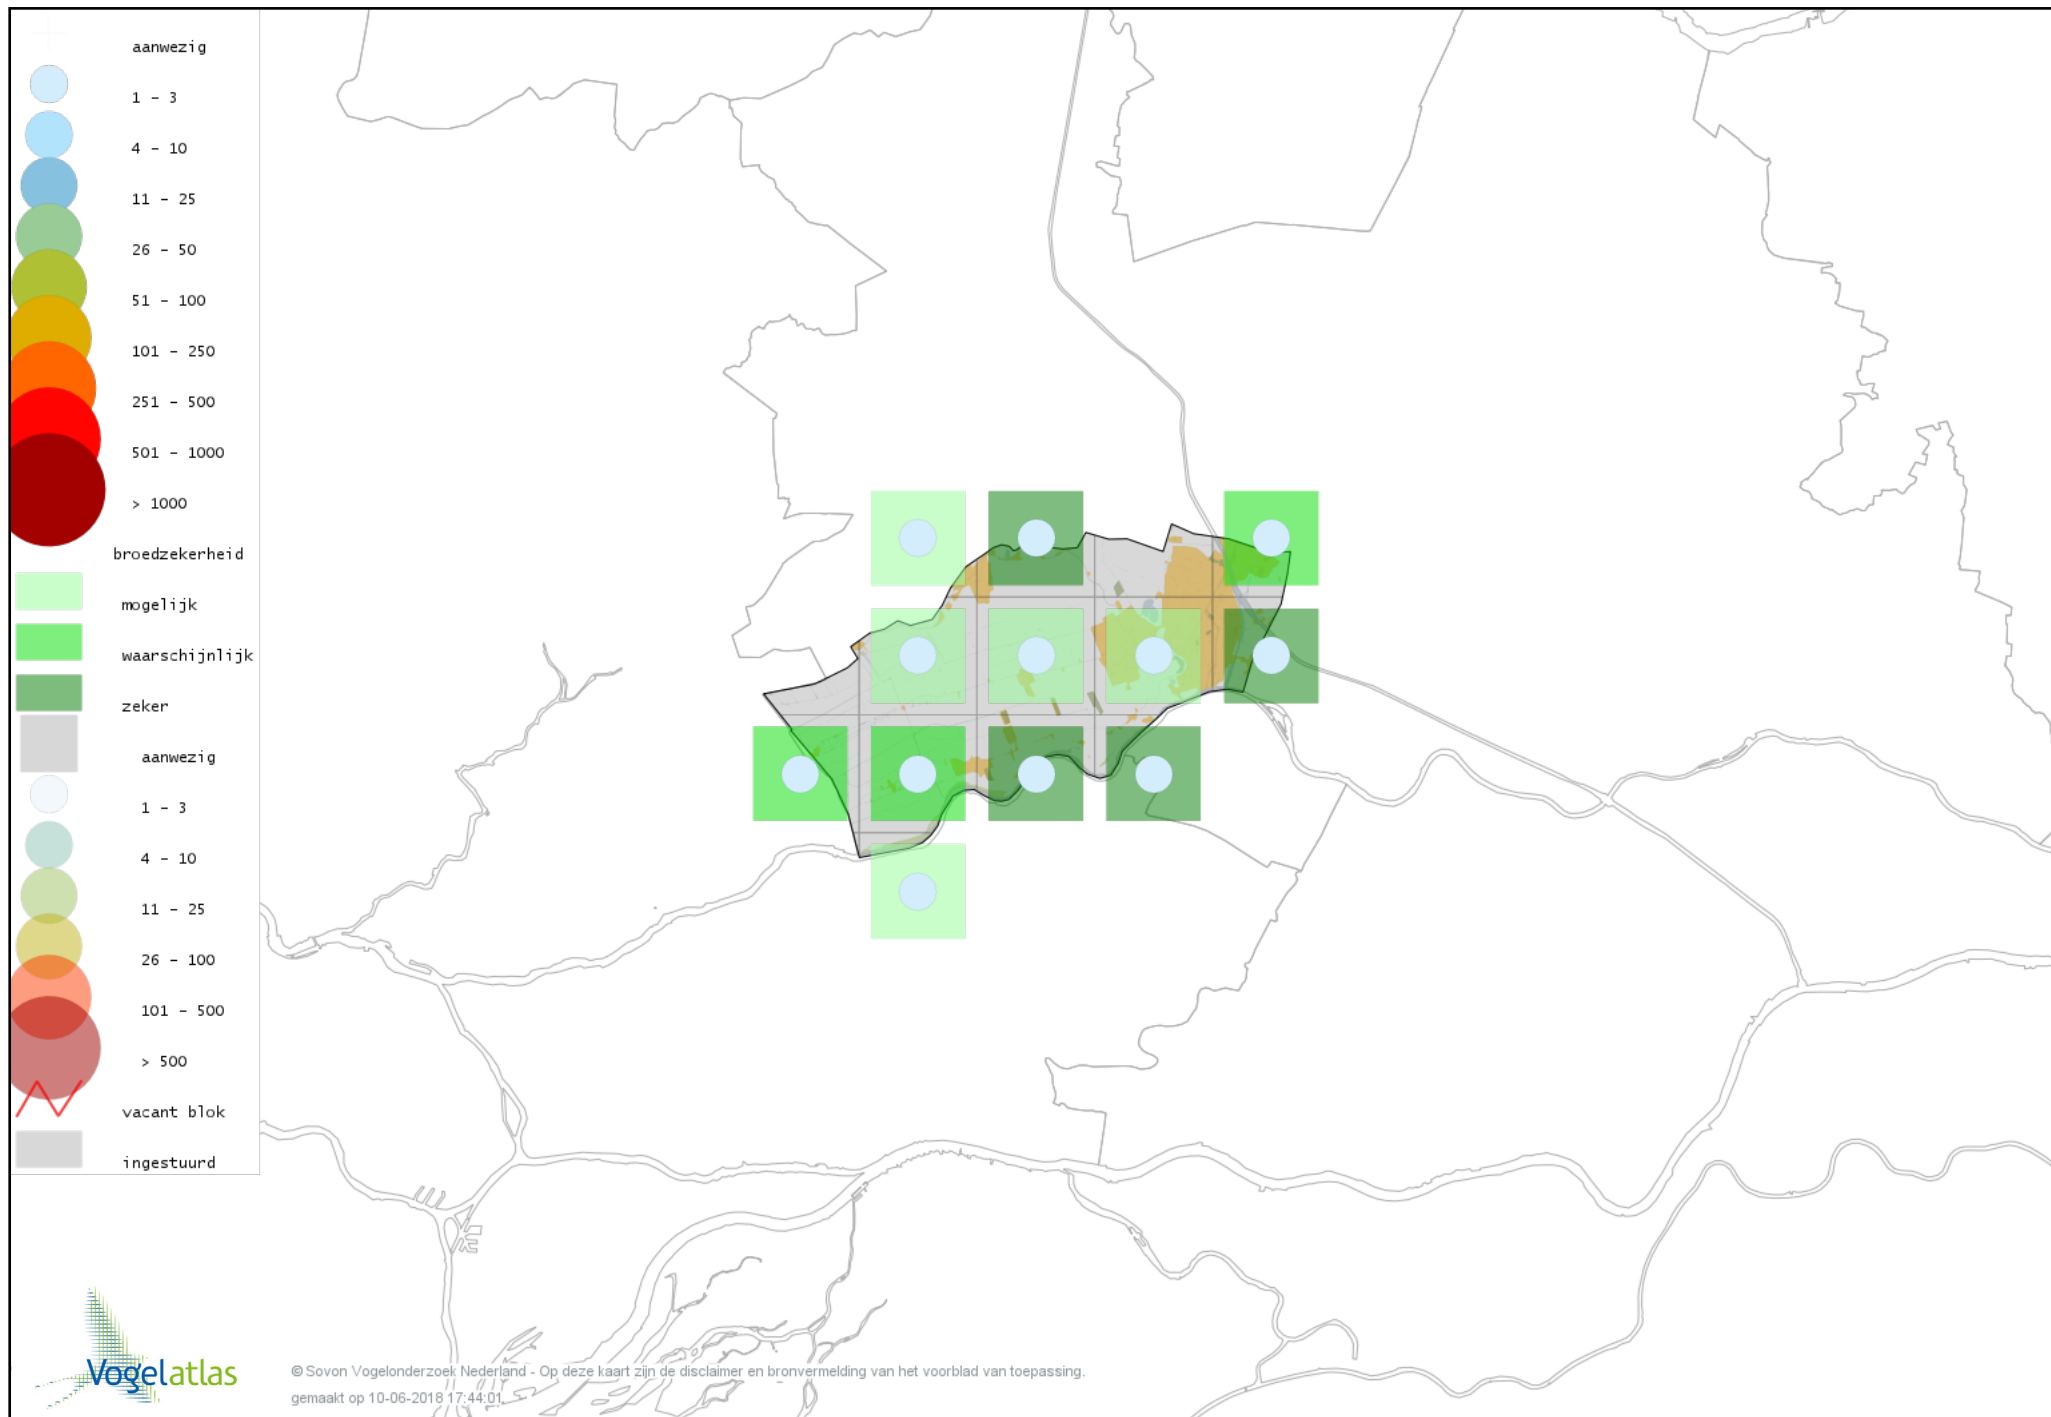 aanwezig
1 - 3
4 - 10
11 - 25
26 - 50
51 - 100
101 - 250
251 - 500
501 - 1000
> 1000
broedzekerheid
mogelijk
waarschijnlijk
zeker
aanwezig
1 - 3
4 - 10
11 - 25
26 - 100
101 - 500
> 500
vacant blok
ingestuurd
Vogelatlas
© Sovon Vogelonderzoek Nederland - Op deze kaart zijn de disclaimer en bronvermelding van het voorblad van toepassing.
gemaakt op 10-06-2018 17:44:01